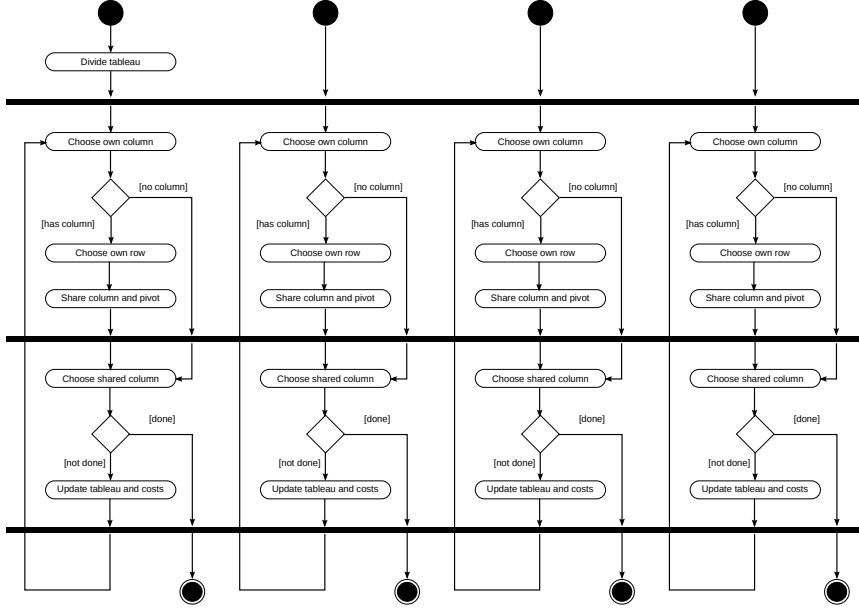 Divide tableau
Choose own column
Choose own column
Choose own column
Choose own column
[no column]
[no column]
[no column]
[no column]
[has column]
[has column]
[has column]
[has column]
Choose own row
Choose own row
Choose own row
Choose own row
Share column and pivot
Share column and pivot
Share column and pivot
Share column and pivot
Choose shared column
Choose shared column
Choose shared column
Choose shared column
[done]
[done]
[done]
[done]
[not done]
[not done]
[not done]
[not done]
Update tableau and costs
Update tableau and costs
Update tableau and costs
Update tableau and costs